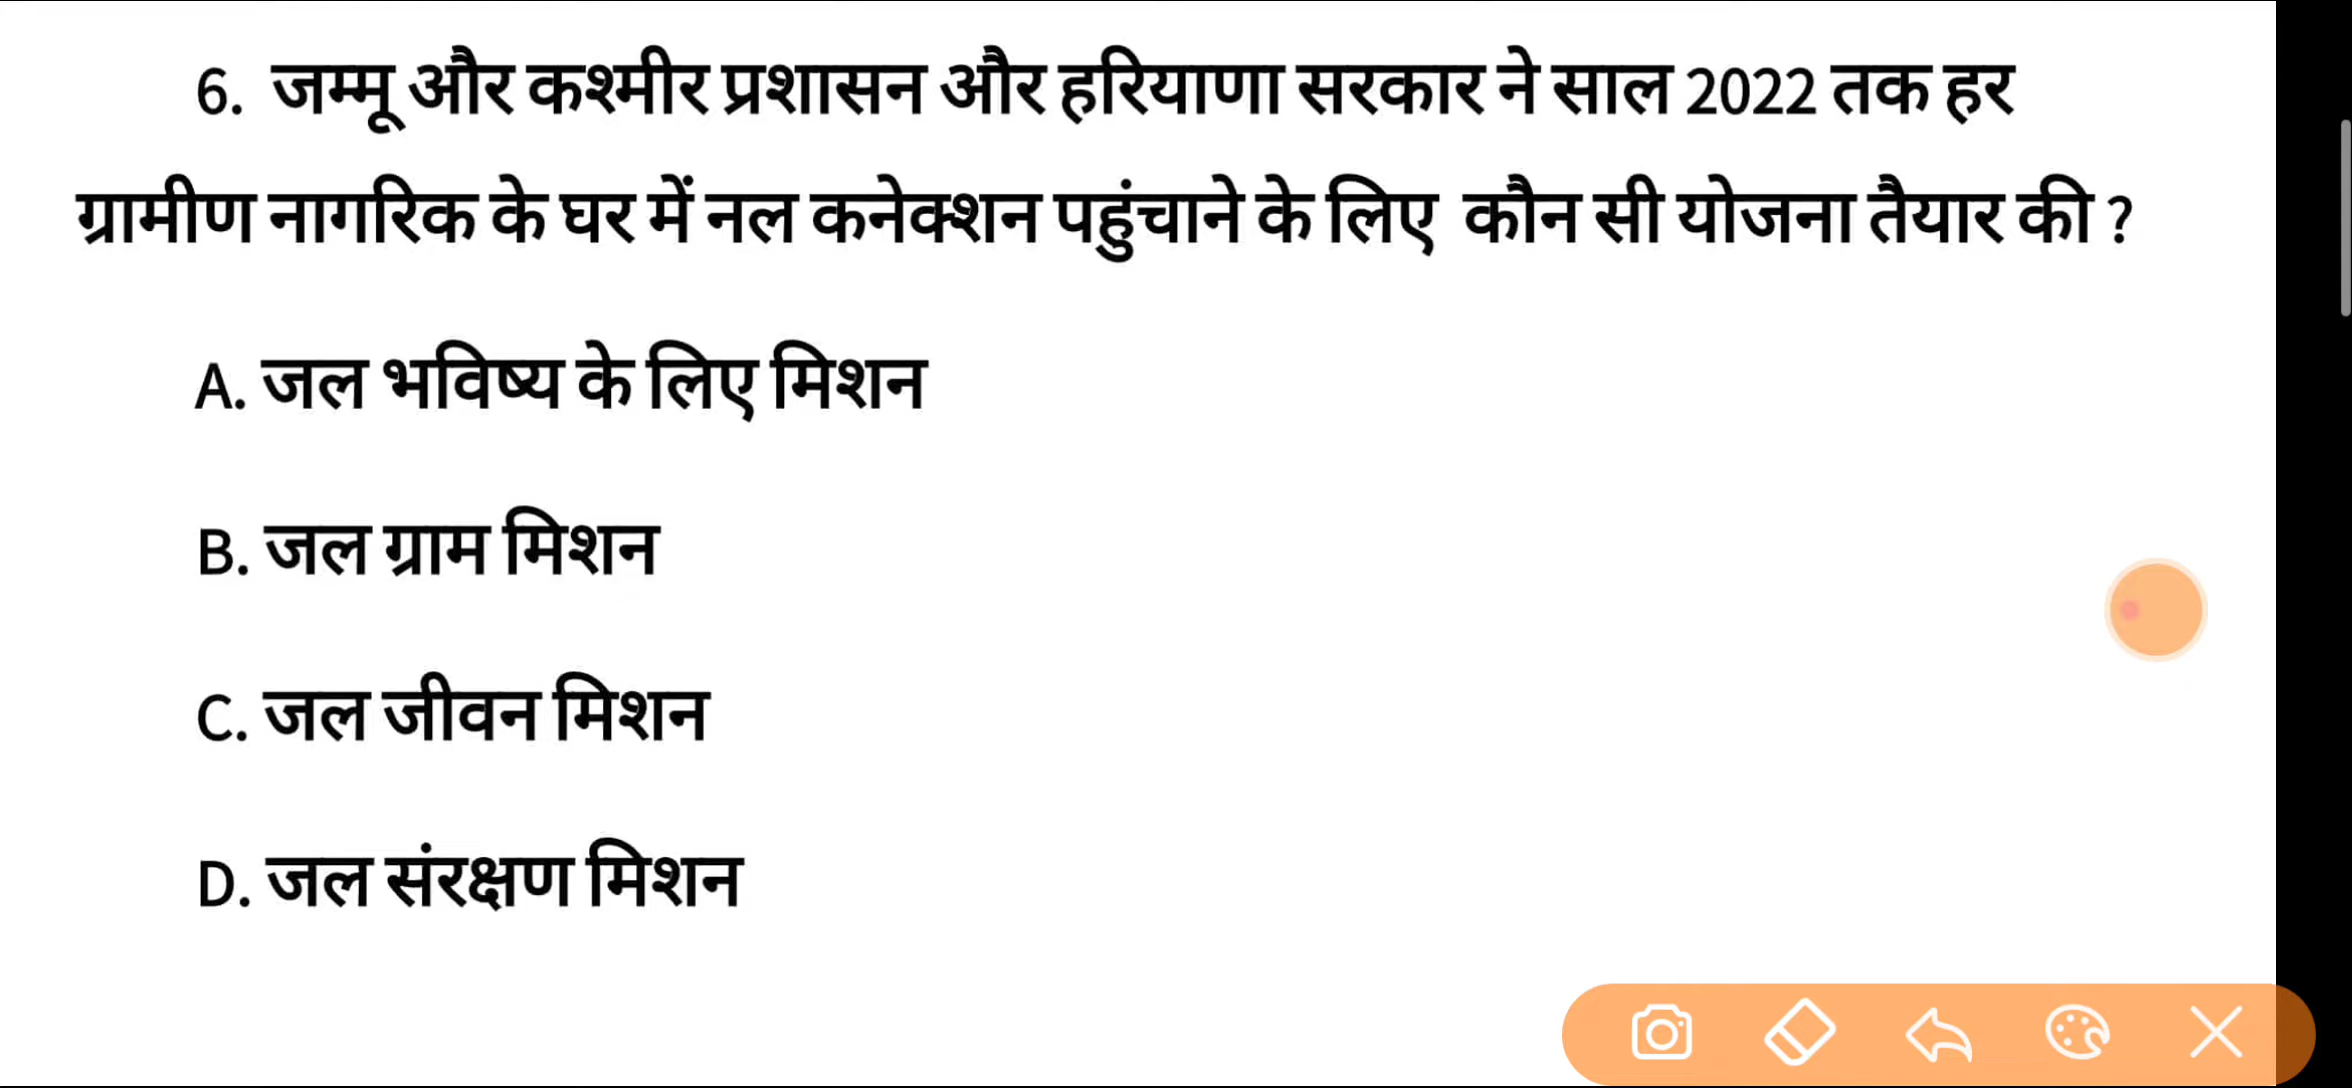 6. जम्मू और कश्मीर प्रशासन और हरियाणा सरकार ने साल 2022 तक हर
ग्रामीण नागरिक के घर में नल कनेक्शन पहुंचाने के लिए कौन सी योजना तैयार की ?
A. जल भविष्य के लिए मिशन
B. जल ग्राम मिशन
C. जल जीवन मिशन
D. जल संरक्षण मिशन